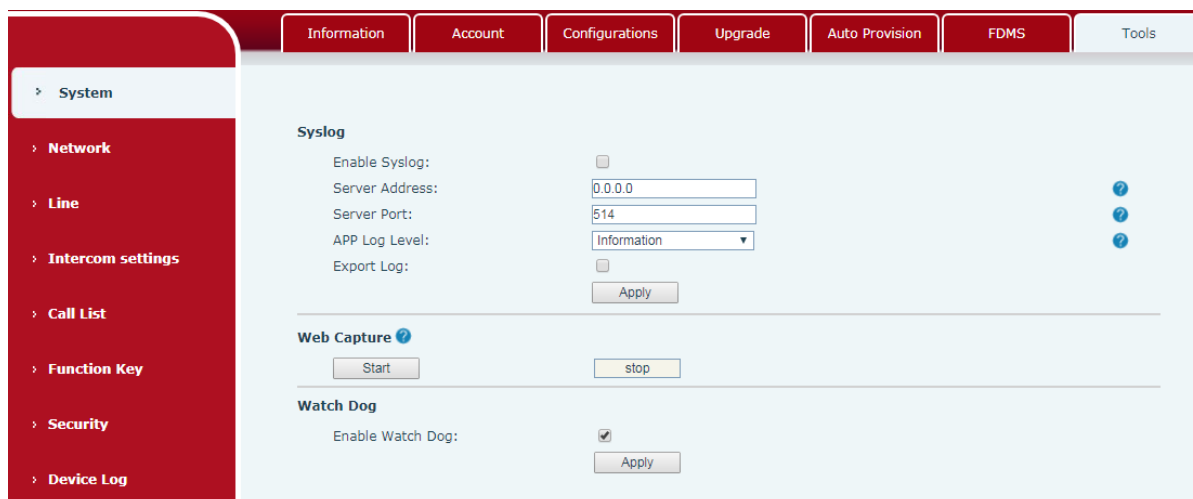 Information Account Configurations Upgrade Auto Provision FDMS Tools
System
Network
Line
Intercom settings
Call List
Function Key
Security
Device Log
Syslog
Enable Syslog:
Server Address: 0.0.0.0
Server Port: 514
APP Log Level: Information
Export Log:
Apply
Web Capture
Start stop
Watch Dog
Enable Watch Dog:
Apply